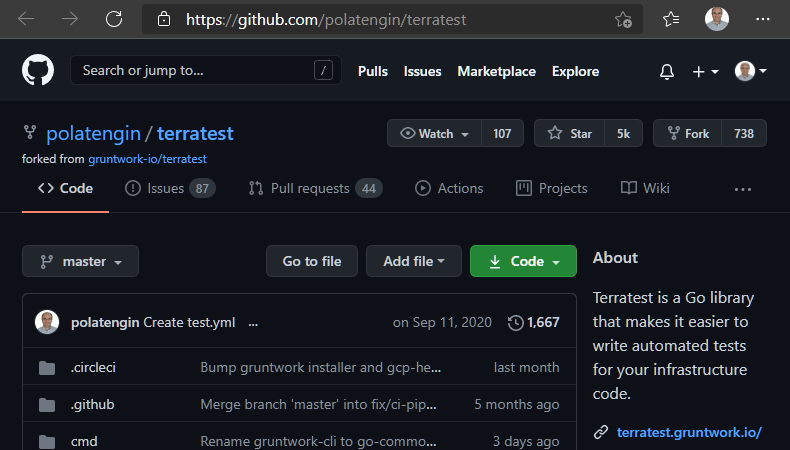 https://github.com/polatengin/terratest
Search or jump to... / Pulls Issues Marketplace Explore
polatengin / terratest Watch 107 Star 5k Fork 738
forked from gruntwork-io/terratest
Code Issues 87 Pull requests 44 Actions Projects Wiki ...
master Go to file Add file Code
polatengin Create test.yml ... on Sep 11, 2020 1,667
.circleci Bump gruntwork installer and gcp-he... last month
.github Merge branch 'master' into fix/ci-pip... 5 months ago
cmd Rename gruntwork-cli to go-commo... 3 days ago
About
Terratest is a Go library
that makes it easier to
write automated tests
for your infrastructure
code.
terratest.gruntwork.io/